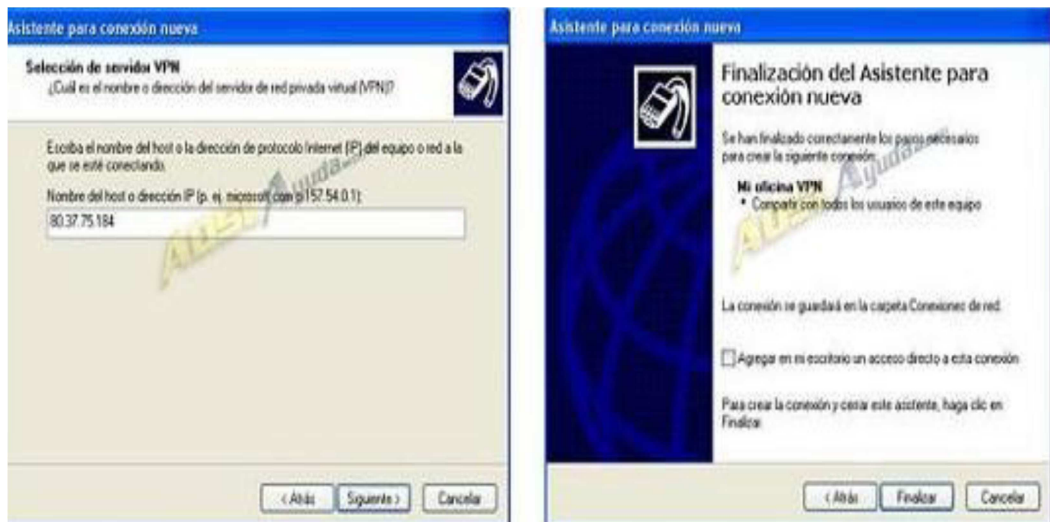 Asistente para conexión nueva
Selección de servidor VPN
¿Cuál es el nombre o dirección del servidor de red privada virtual (VPN)?
Escriba el nombre del host o la dirección de protocolo Internet (IP) del equipo o red a la
que se esté conectando.
Nombre del host o dirección IP (p. ej. microsoft.com o 157.54.0.1):
80.37.75.184
< Atrás
Siguiente >
Cancelar
Asistente para conexión nueva
Finalización del Asistente para
conexión nueva
Se han finalizado correctamente los pasos necesarios
para crear la siguiente conexión:
Mi oficina VPN
* Compartir con todos los usuarios de este equipo
La conexión se guardará en la carpeta Conexiones de red.
Agregar en mi escritorio un acceso directo a esta conexión
Para crear la conexión y cerrar este asistente, haga clic en
Finalizar.
< Atrás
Finalizar
Cancelar